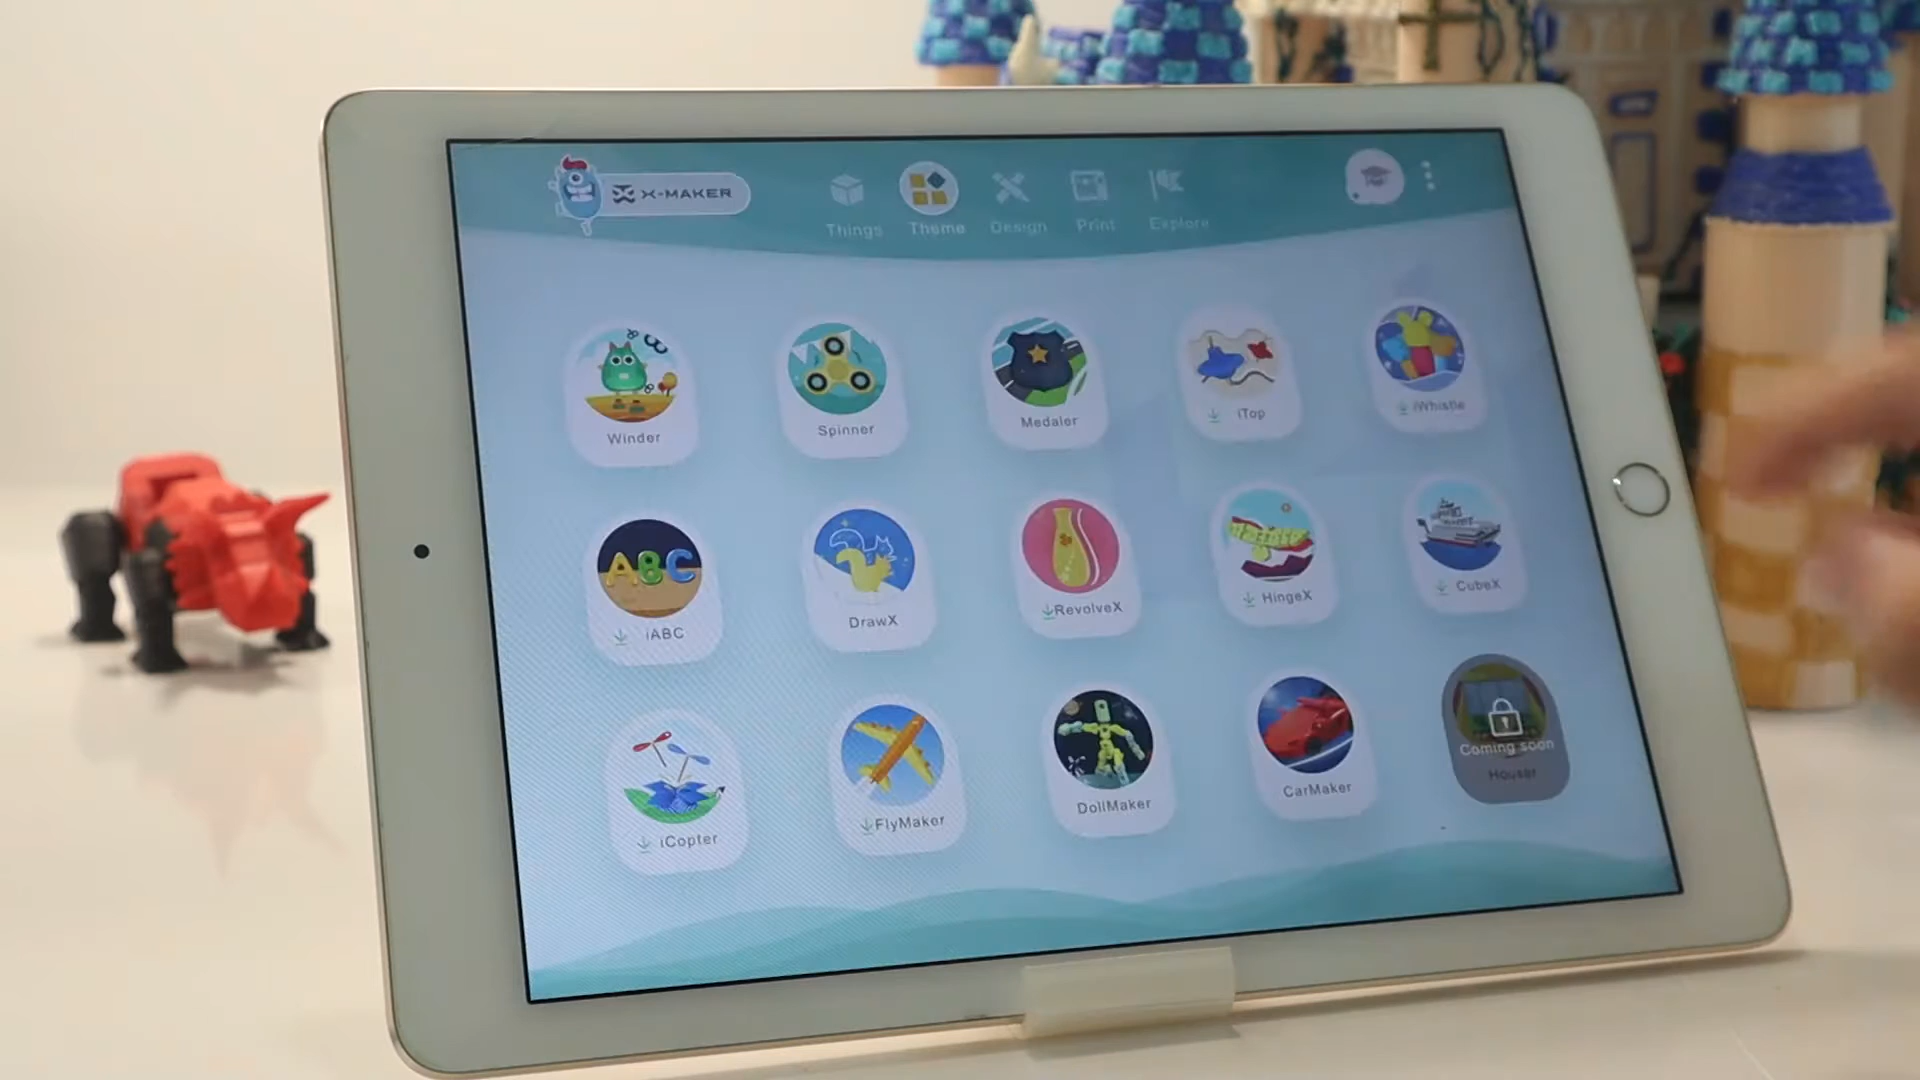 X-MAKER
Things Theme Design Print Explore
Winder Spinner Medaler iTop iWhistle
ABC
iABC DrawX RevolveX HingeX CubeX
Coming soon
iCopter FlyMaker DollMaker CarMaker Houser